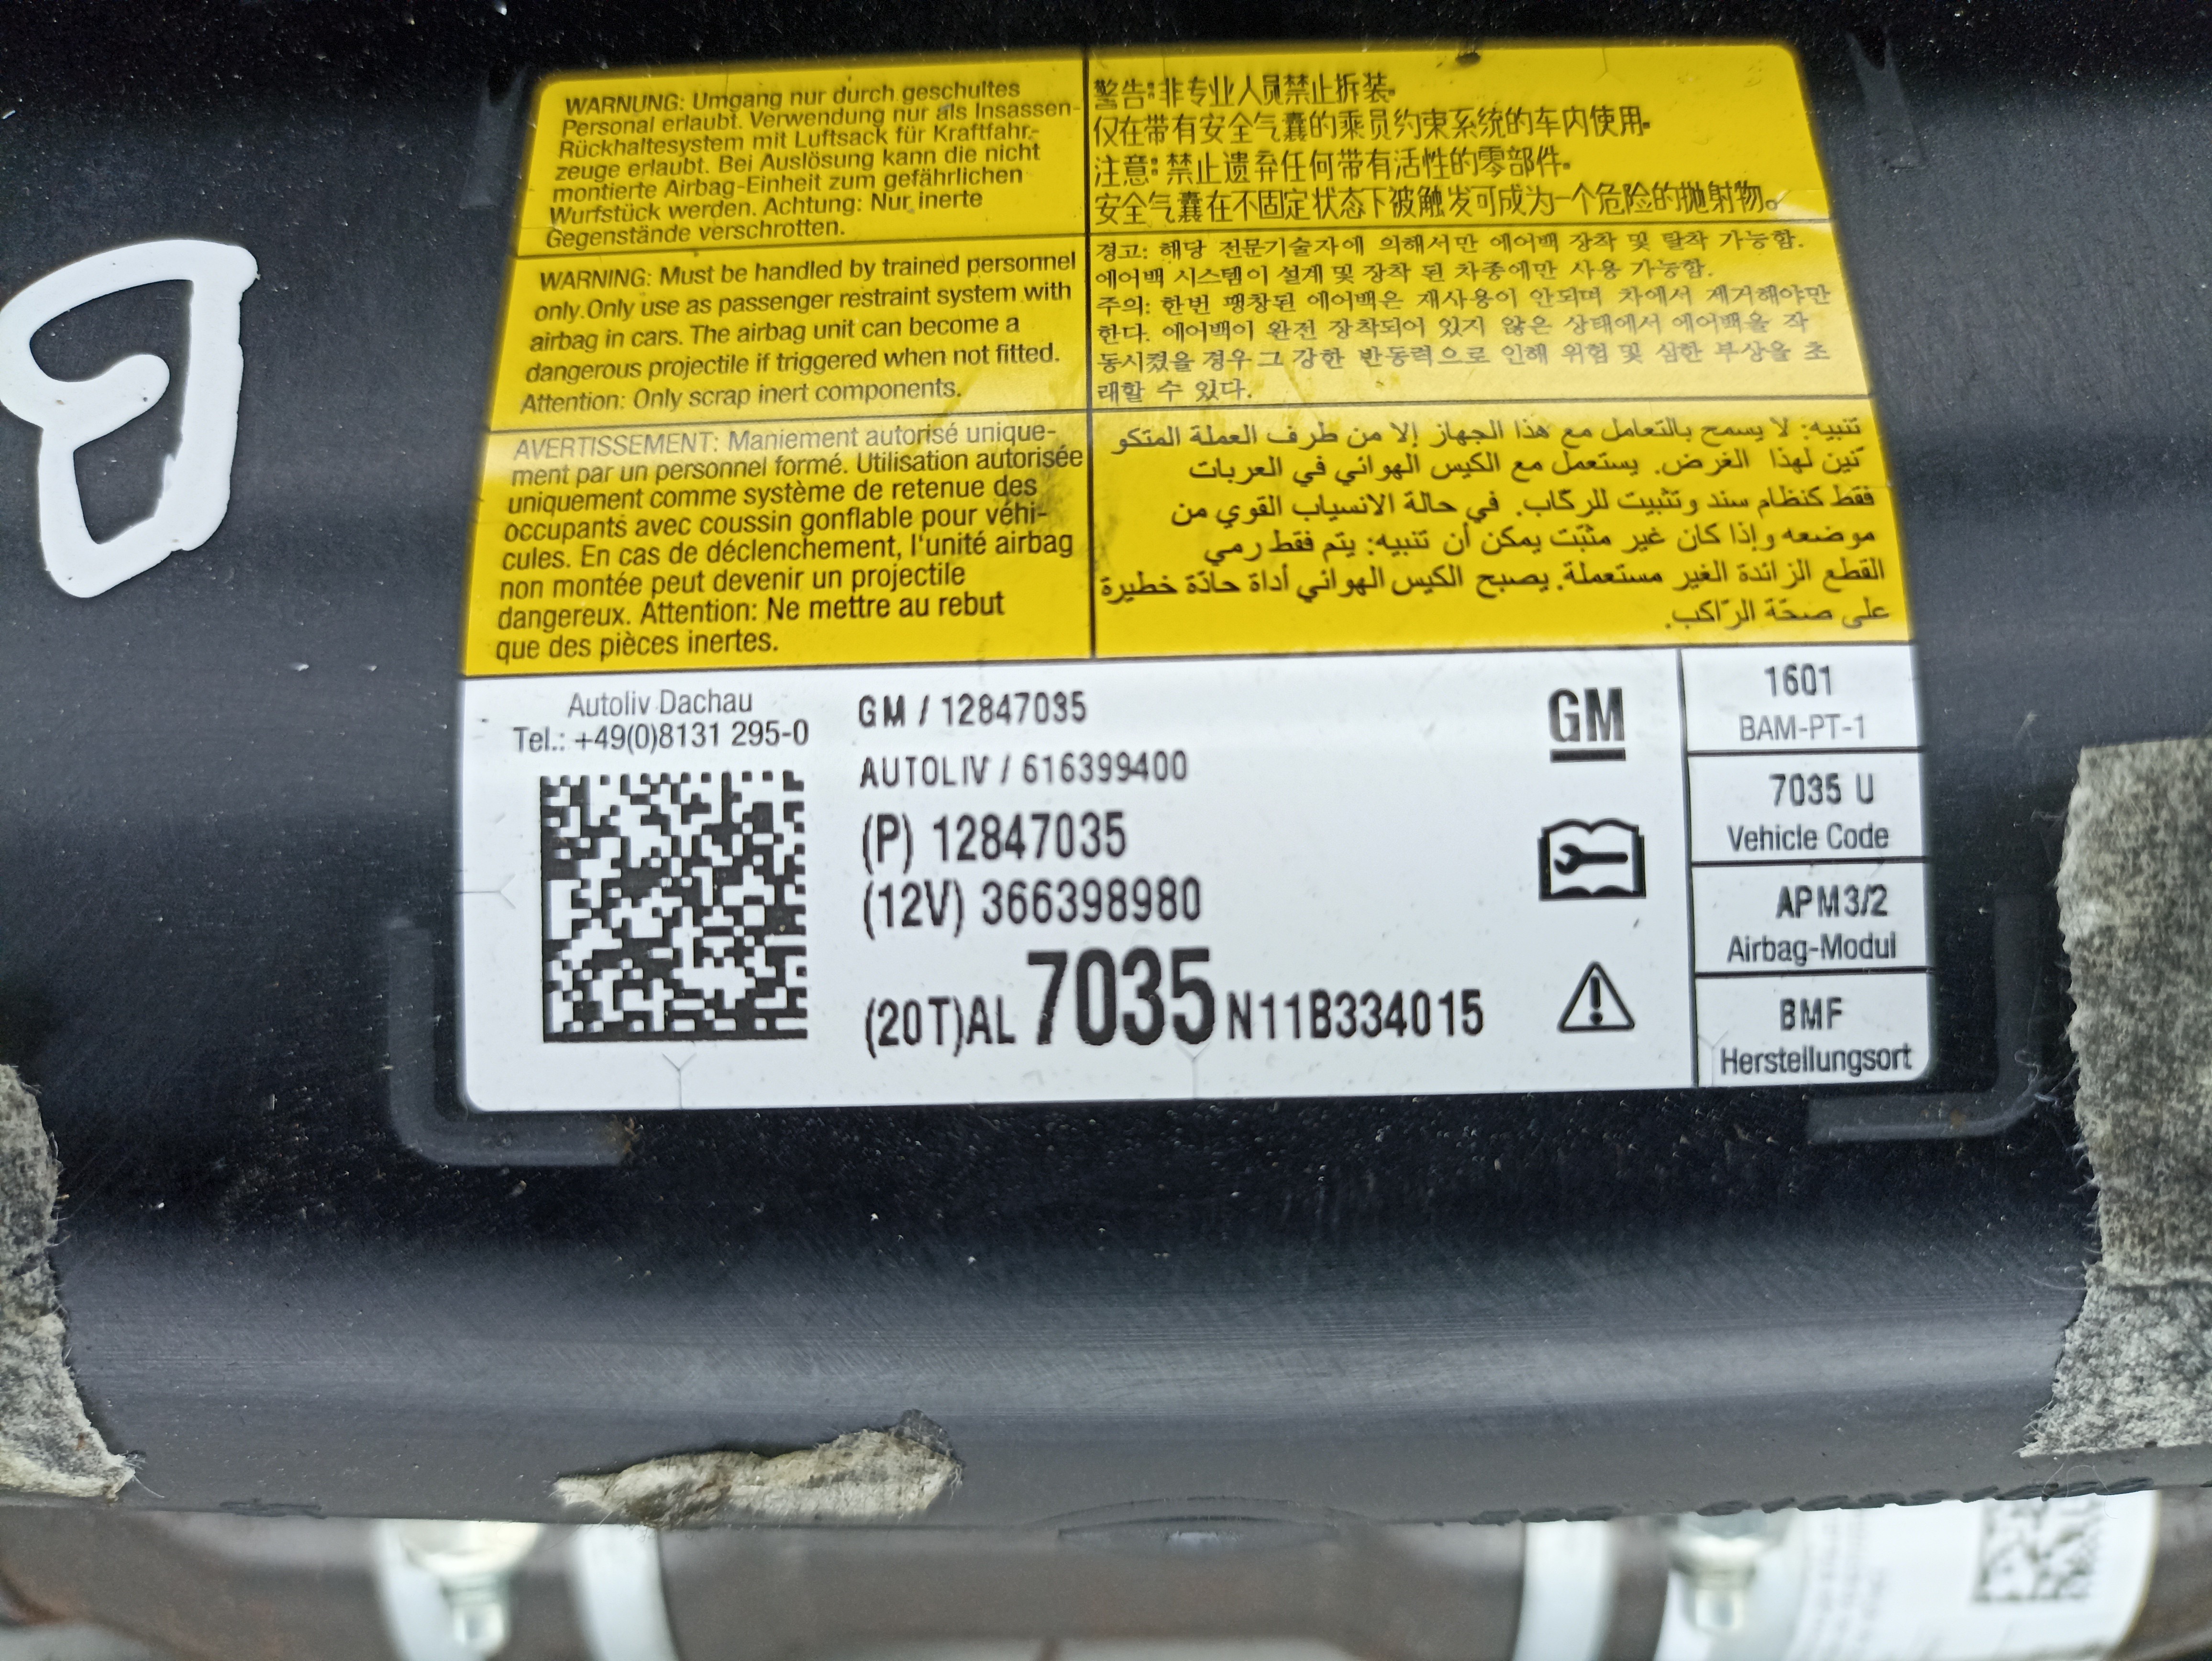 WARNUNG: Umgang nur durch geschultes
Personal erlaubt. Verwendung nur als Insassen-
Rückhaltesystem mit Luftsack für Kraftfahr-
zeuge erlaubt. Bei Auslösung kann die nicht
montierte Airbag-Einheit zum gefährlichen
Wurfstück werden. Achtung: Nur inerte
Gegenstände verschrotten.
WARNING: Must be handled by trained personnel
only.Only use as passenger restraint system with
airbag in cars. The airbag unit can become a
dangerous projectile if triggered when not fitted.
Attention: Only scrap inert components.
AVERTISSEMENT: Maniement autorisé unique-
ment par un personnel formé. Utilisation autorisée
uniquement comme système de retenue des
occupants avec coussin gonflable pour véhi-
cules. En cas de déclenchement, l'unité airbag
non montée peut devenir un projectile
dangereux. Attention: Ne mettre au rebut
que des pièces inertes.
警告:非专业人员禁止拆装。
仅在带有安全气囊的乘员约束系统的车内使用。
注意:禁止遗弃任何带有活性的零部件。
安全气囊在不固定状态下被触发可成为一个危险的抛射物。
경고: 해당 전문기술자에 의해서만 에어백 장착 및 탈착 가능함.
에어백 시스템이 설계 및 장착 된 차종에만 사용 가능함.
주의: 한번 팽창된 에어백은 재사용이 안되며 차에서 제거해야만
한다. 에어백이 완전 장착되어 있지 않은 상태에서 에어백을 작
동시켰을 경우 그 강한 반동력으로 인해 위험 및 심한 부상을 초
래할 수 있다.
تنبيه: لا يسمح بالتعامل مع هذا الجهاز إلا من طرف العملة المتكو
تنين لهذا الغرض. يستعمل مع الكيس الهوائي في العربات
فقط كنظام سند وتثبيت للركّاب. في حالة الانسياب القوي من
موضعه وإذا كان غير مثبّت يمكن أن تنبيه: يتم فقط رمي
القطع الزائدة الغير مستعملة. يصبح الكيس الهوائي أداة حادّة خطيرة
على صحّة الرّاكب.
Autoliv Dachau
Tel.: +49(0)8131 295-0
GM / 12847035
AUTOLIV / 616399400
(P) 12847035
(12V) 366398980
(20T)AL 7035 N11B334015
GM
1601
BAM-PT-1
7035 U
Vehicle Code
APM3/2
Airbag-Modul
BMF
Herstellungsort